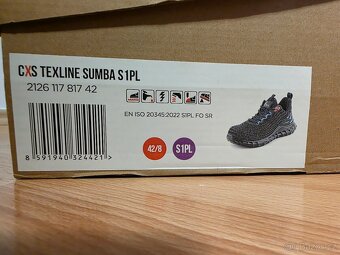 CXS TEXLINE SUMBA S1PL
2126 117 817 42
EN ISO 20345:2022 S1PL FO SR
8 591940 324421 >
42/8
S1PL